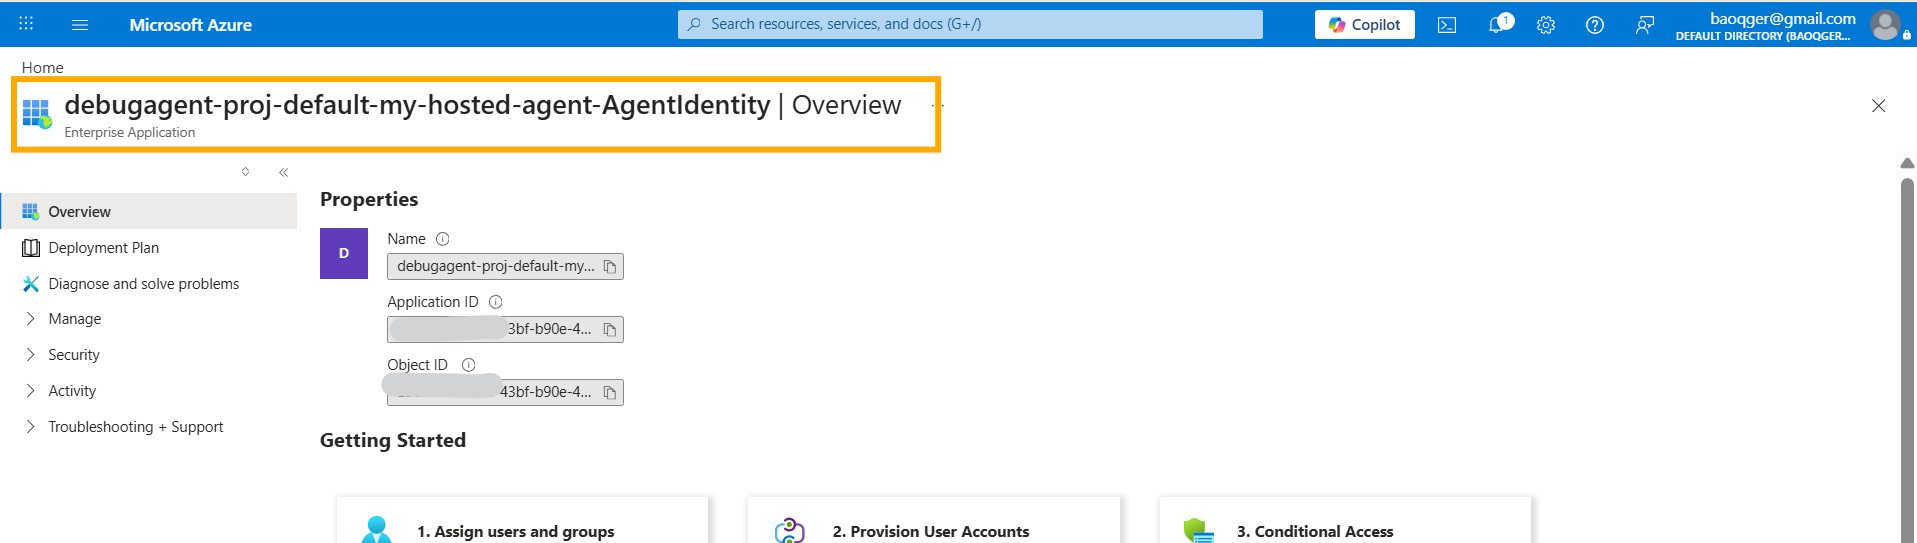 Microsoft Azure
Search resources, services, and docs (G+/)
Copilot
1
baoqger@gmail.com
DEFAULT DIRECTORY (BAOQGER...
Home
debugagent-proj-default-my-hosted-agent-AgentIdentity | Overview
Enterprise Application
Overview
Deployment Plan
Diagnose and solve problems
Manage
Security
Activity
Troubleshooting + Support
Properties
D
Name
debugagent-proj-default-my...
Application ID
3bf-b90e-4...
Object ID
43bf-b90e-4...
Getting Started
1. Assign users and groups
2. Provision User Accounts
3. Conditional Access